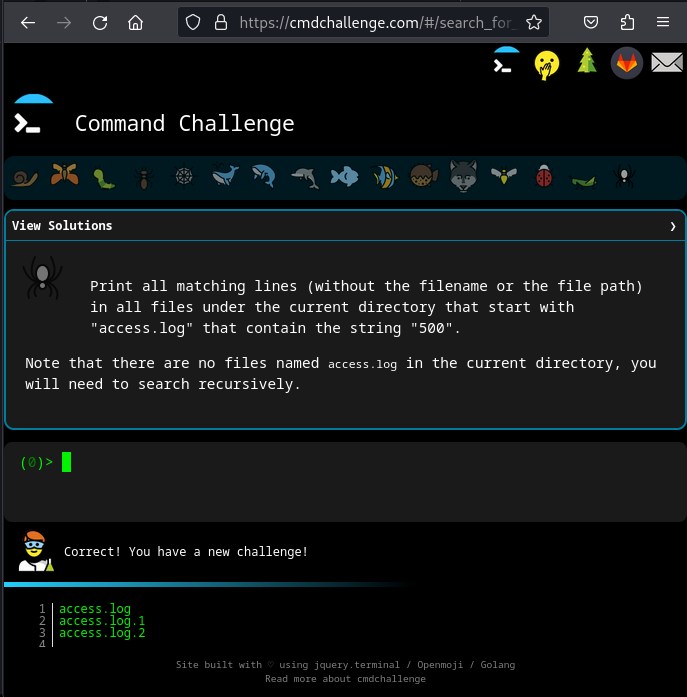 https://cmdchallenge.com/#/search_for_
Command Challenge
View Solutions
Print all matching lines (without the filename or the file path)
in all files under the current directory that start with
"access.log" that contain the string "500".
Note that there are no files named access.log in the current directory, you
will need to search recursively.
(0)>
Correct! You have a new challenge!
1 access.log
2 access.log.1
3 access.log.2
4
Site built with ♡ using jquery.terminal / Openmoji / Golang
Read more about cmdchallenge